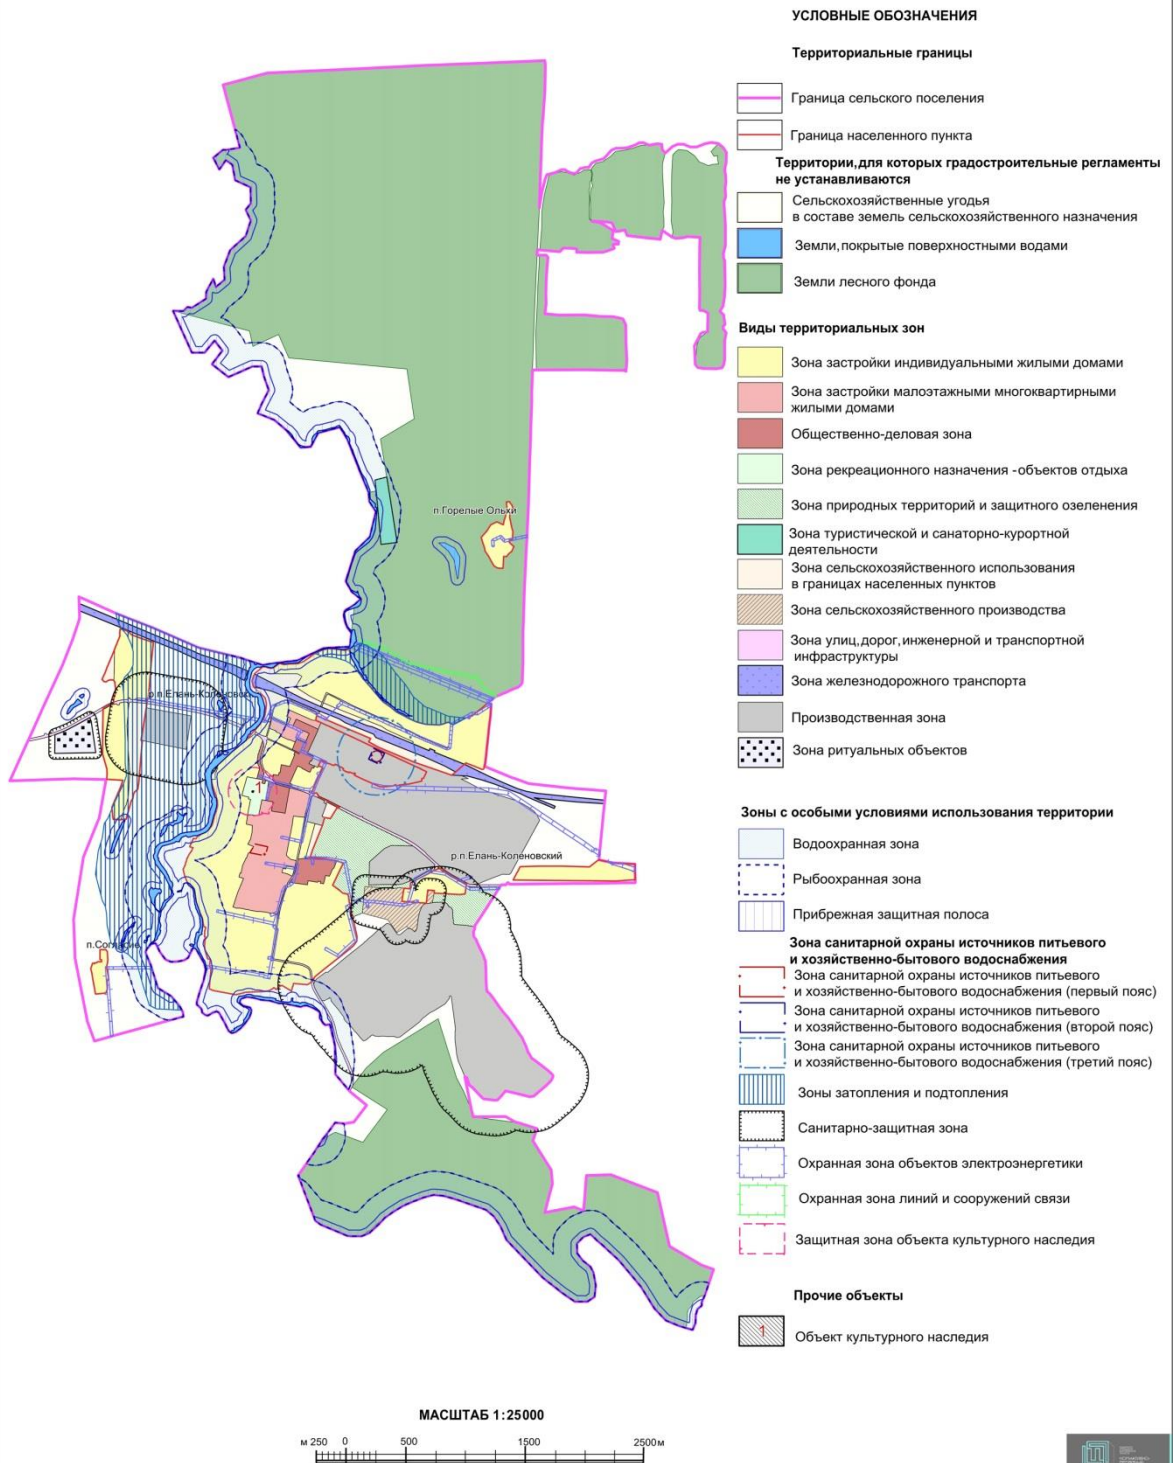 УСЛОВНЫЕ ОБОЗНАЧЕНИЯ
Территориальные границы
Граница сельского поселения
Граница населенного пункта
Территории, для которых градостроительные регламенты
не устанавливаются
Сельскохозяйственные угодья
в составе земель сельскохозяйственного назначения
Земли, покрытые поверхностными водами
Земли лесного фонда
Виды территориальных зон
Зона застройки индивидуальными жилыми домами
Зона застройки малоэтажными многоквартирными
жилыми домами
Общественно-деловая зона
Зона рекреационного назначения - объектов отдыха
Зона природных территорий и защитного озеленения
Зона туристической и санаторно-курортной
деятельности
Зона сельскохозяйственного использования
в границах населенных пунктов
Зона сельскохозяйственного производства
Зона улиц, дорог, инженерной и транспортной
инфраструктуры
Зона железнодорожного транспорта
Производственная зона
Зона ритуальных объектов
Зоны с особыми условиями использования территории
Водоохранная зона
Рыбоохранная зона
Прибрежная защитная полоса
Зона санитарной охраны источников питьевого
и хозяйственно-бытового водоснабжения
Зона санитарной охраны источников питьевого
и хозяйственно-бытового водоснабжения (первый пояс)
Зона санитарной охраны источников питьевого
и хозяйственно-бытового водоснабжения (второй пояс)
Зона санитарной охраны источников питьевого
и хозяйственно-бытового водоснабжения (третий пояс)
Зоны затопления и подтопления
Санитарно-защитная зона
Охранная зона объектов электроэнергетики
Охранная зона линий и сооружений связи
Защитная зона объекта культурного наследия
Прочие объекты
1
Объект культурного наследия
п.Горелые Ольхи
р.п.Елань-Коленовский
1
р.п.Елань-Коленовский
п.Согласие
МАСШТАБ 1:25000
м 250 0 500 1500 2500м